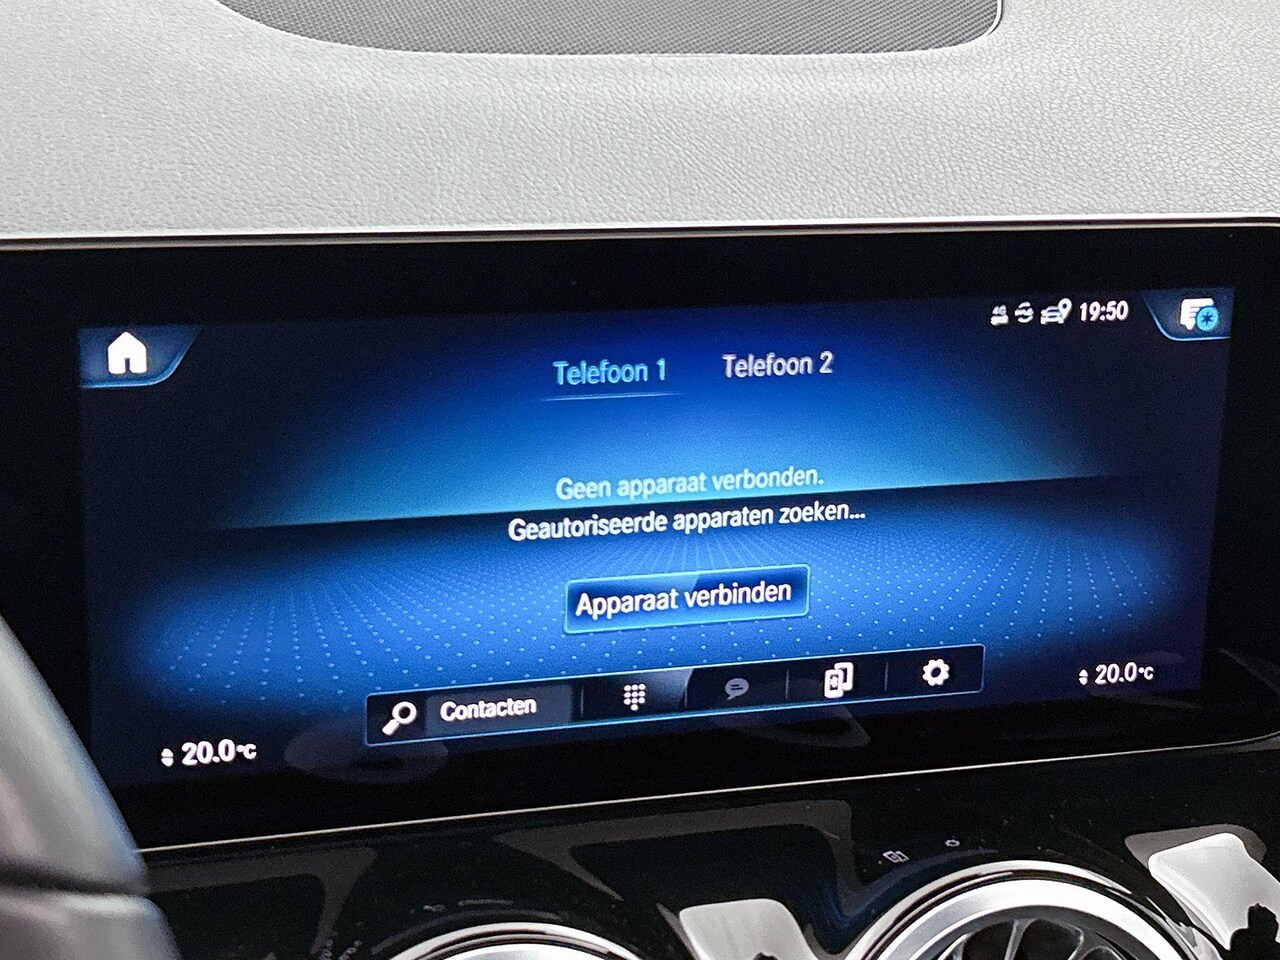 4G 19:50
Telefoon 1 Telefoon 2
Geen apparaat verbonden.
Geautoriseerde apparaten zoeken...
Apparaat verbinden
Contacten
20.0°C
20.0°C